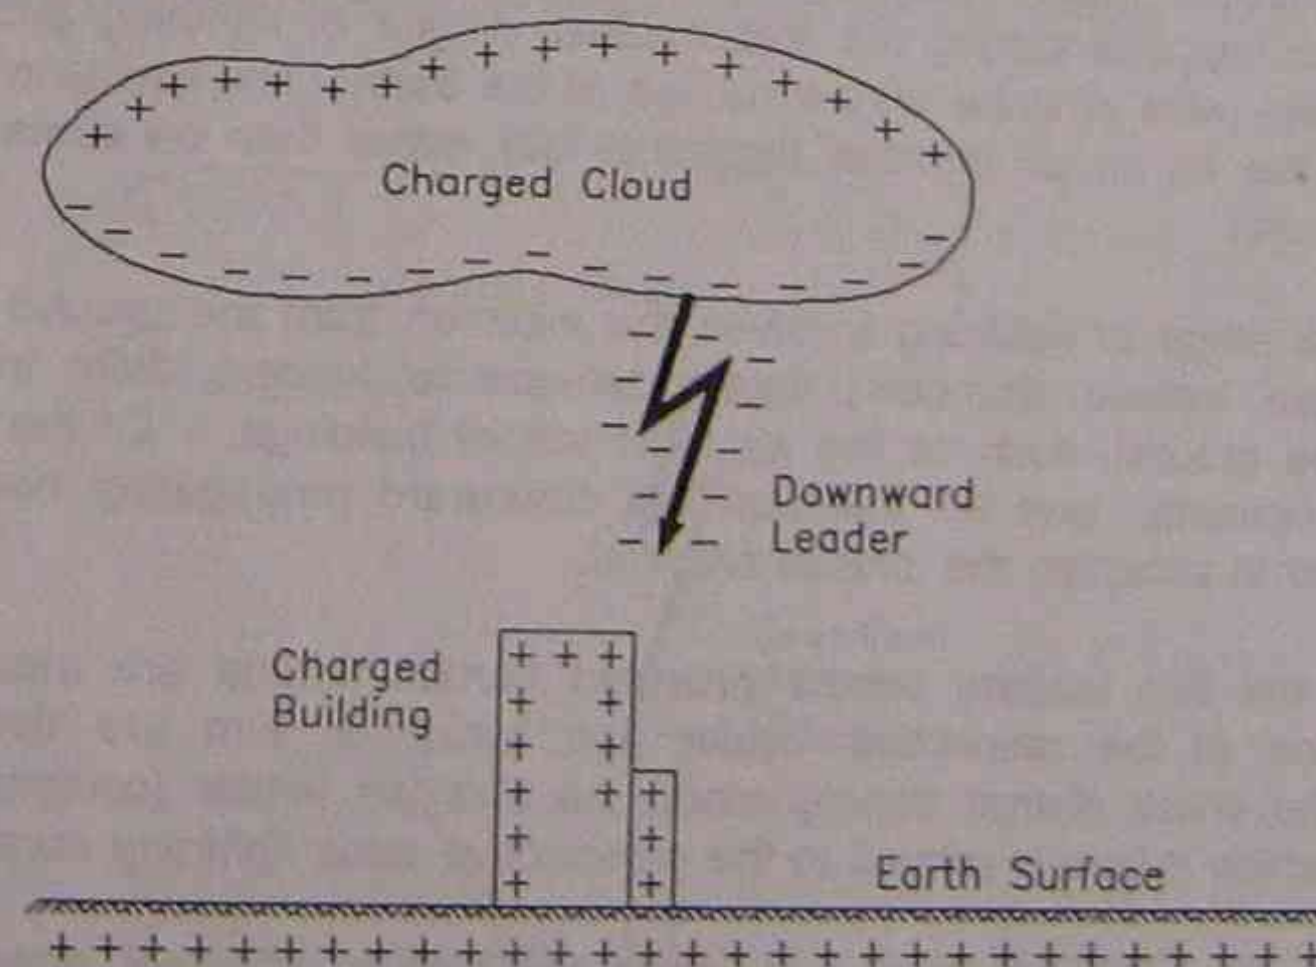 Charged Cloud
Downward
Leader
Charged
Building
Earth Surface